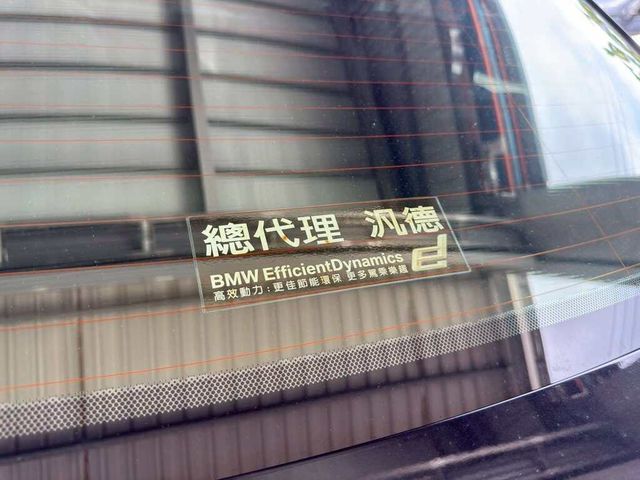 總代理 汎德
BMW EfficientDynamics
高效動力：更佳節能環保 更多駕乘樂趣